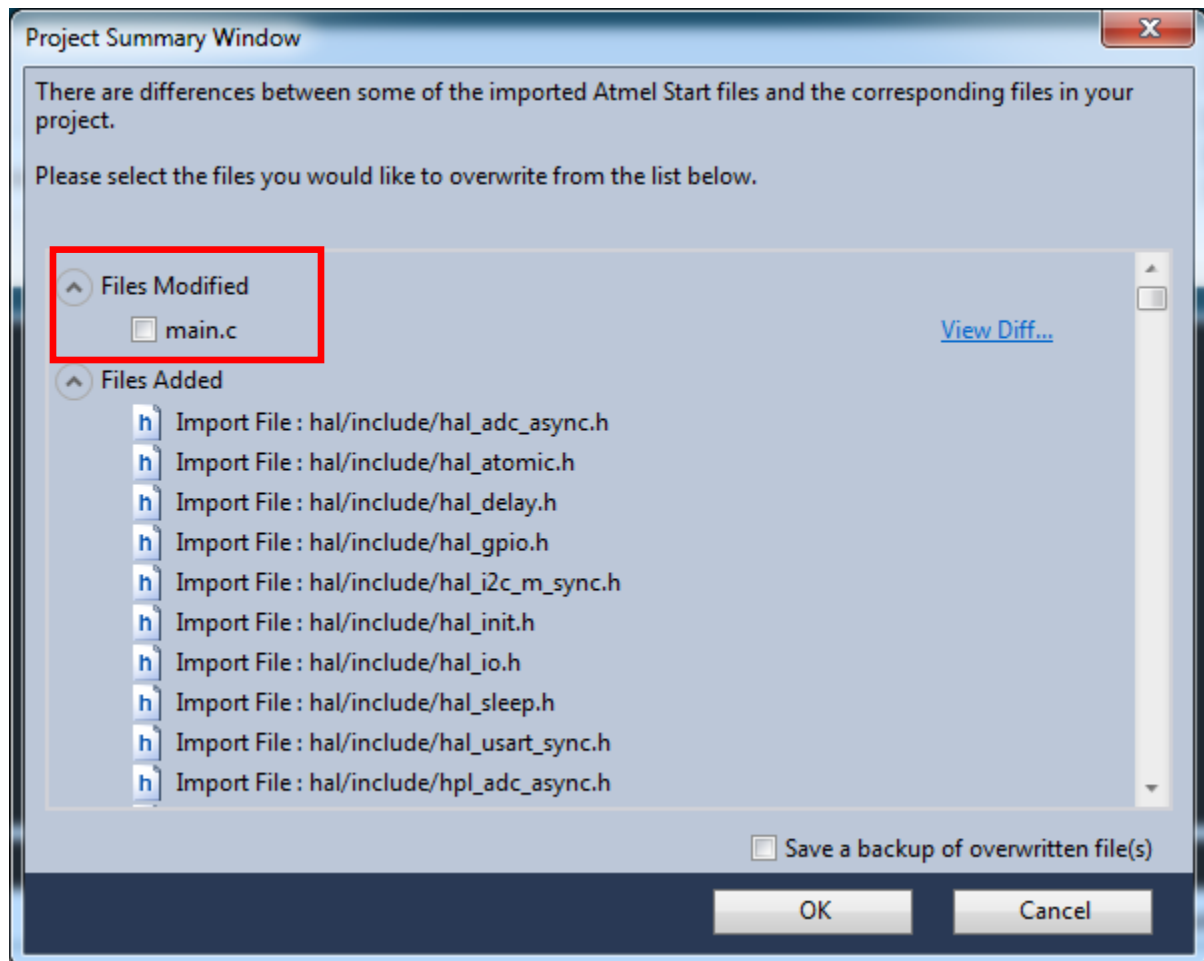 Project Summary Window
x
There are differences between some of the imported Atmel Start files and the corresponding files in your
project.
Please select the files you would like to overwrite from the list below.
Files Modified
main.c
View Diff...
Files Added
h Import File : hal/include/hal_adc_async.h
h Import File : hal/include/hal_atomic.h
h Import File : hal/include/hal_delay.h
h Import File : hal/include/hal_gpio.h
h Import File : hal/include/hal_i2c_m_sync.h
h Import File : hal/include/hal_init.h
h Import File : hal/include/hal_io.h
h Import File : hal/include/hal_sleep.h
h Import File : hal/include/hal_usart_sync.h
h Import File : hal/include/hpl_adc_async.h
Save a backup of overwritten file(s)
OK
Cancel